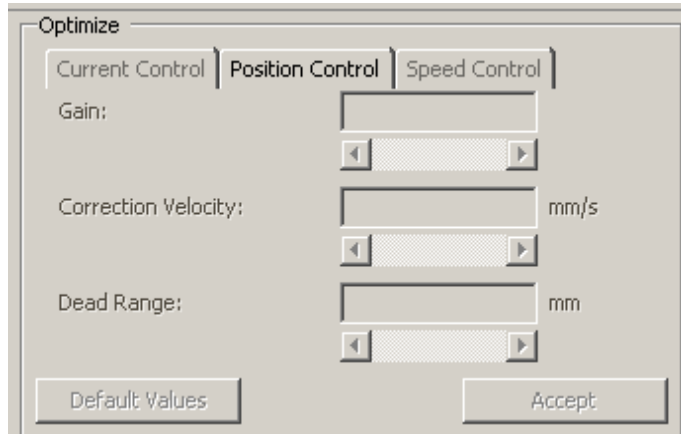 Optimize
Current Control Position Control Speed Control
Gain:
Correction Velocity: mm/s
Dead Range: mm
Default Values Accept